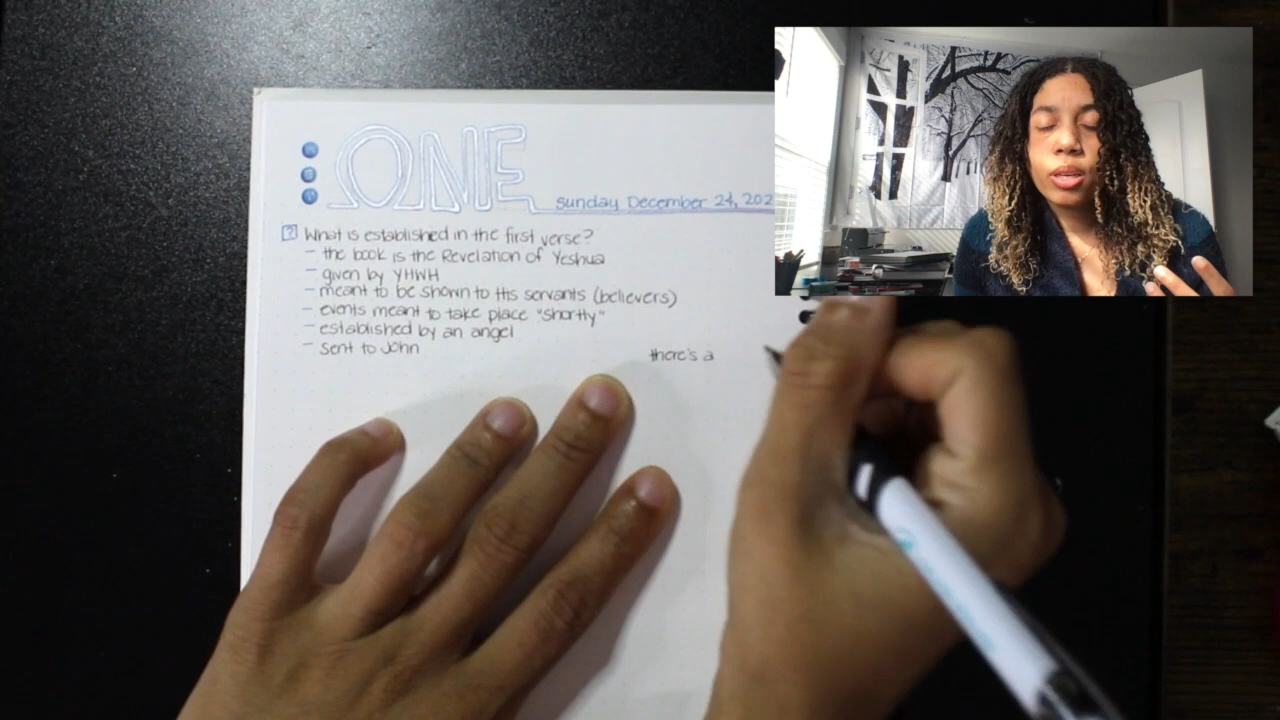 ONE
Sunday December 24, 202
? What is established in the first verse?
- the book is the Revelation of Yeshua
- given by YHWH
- meant to be shown to His servants (believers)
- events meant to take place "shortly"
- established by an angel
- sent to John
there's a